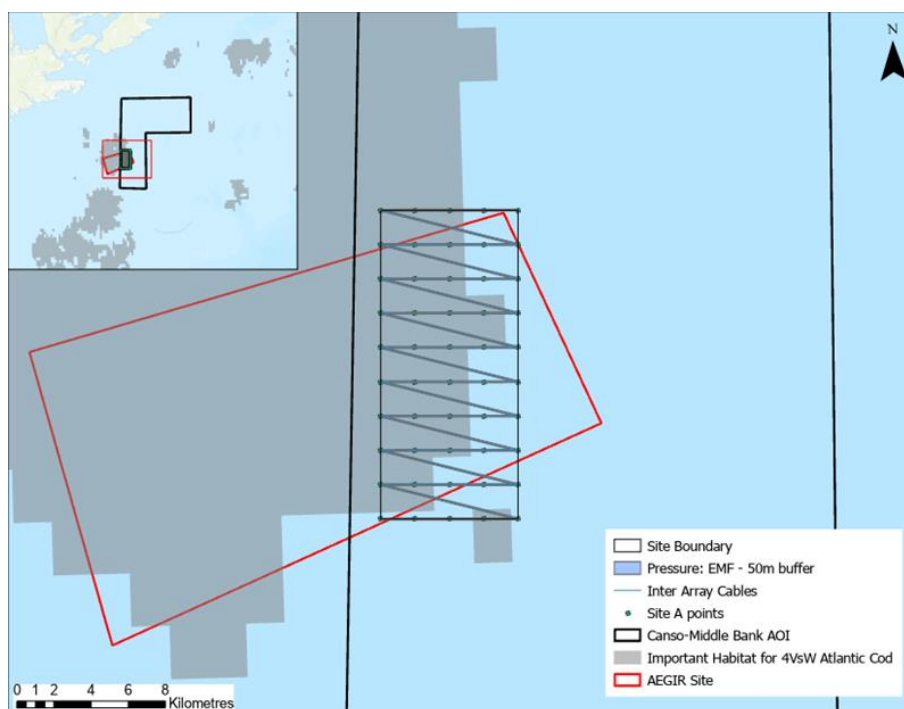 N
Site Boundary
Pressure: EMF - 50m buffer
Inter Array Cables
Site A points
Canso-Middle Bank AOI
Important Habitat for 4VsW Atlantic Cod
AEGIR Site
0 1 2 4 6 8
Kilometres